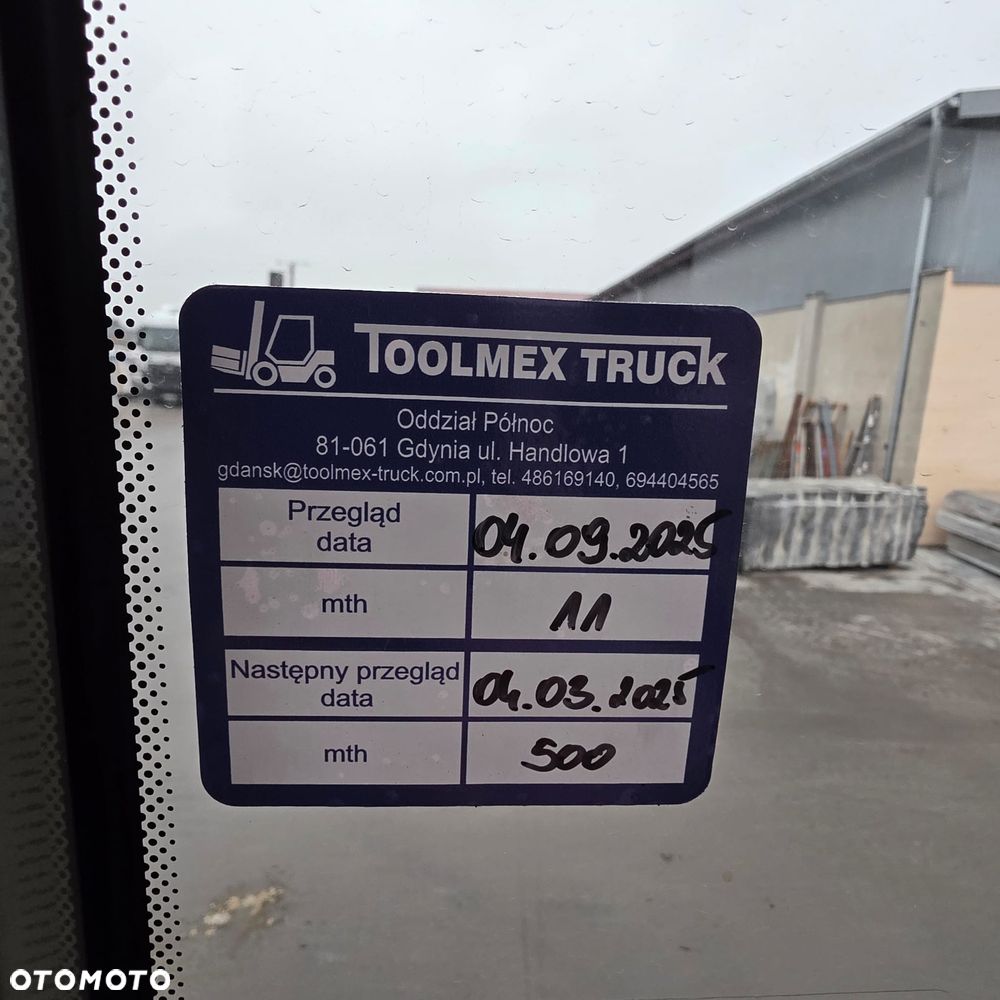 TOOLMEX TRUCK
Oddział Północ
81-061 Gdynia ul. Handlowa 1
gdansk@toolmex-truck.com.pl, tel. 486169140, 694404565
Przegląd
data
04.09.2025
mth
11
Następny przegląd
data
04.03.2025
mth
500
OTOMOTO